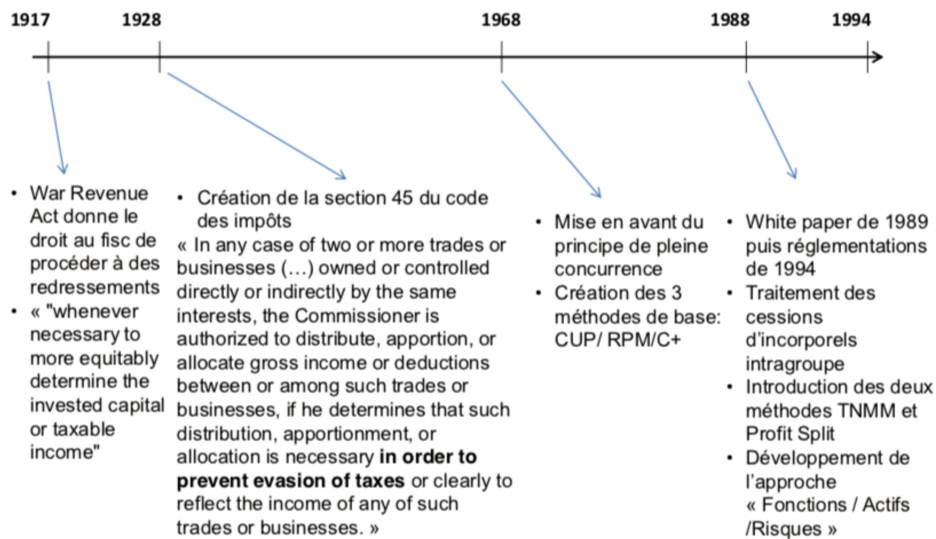 1917
1928
1968
1988
1994
• War Revenue
Act donne le
droit au fisc de
procéder à des
redressements
• « "whenever
necessary to
more equitably
determine the
invested capital
or taxable
income"
• Création de la section 45 du code
des impôts
« In any case of two or more trades or
businesses (…) owned or controlled
directly or indirectly by the same
interests, the Commissioner is
authorized to distribute, apportion, or
allocate gross income or deductions
between or among such trades or
businesses, if he determines that such
distribution, apportionment, or
allocation is necessary in order to
prevent evasion of taxes or clearly to
reflect the income of any of such
trades or businesses. »
• Mise en avant du
principe de pleine
concurrence
• Création des 3
méthodes de base:
CUP/ RPM/C+
• White paper de 1989
puis réglementations
de 1994
• Traitement des
cessions
d'incorporels
intragroupe
• Introduction des deux
méthodes TNMM et
Profit Split
• Développement de
l'approche
« Fonctions / Actifs
/Risques »